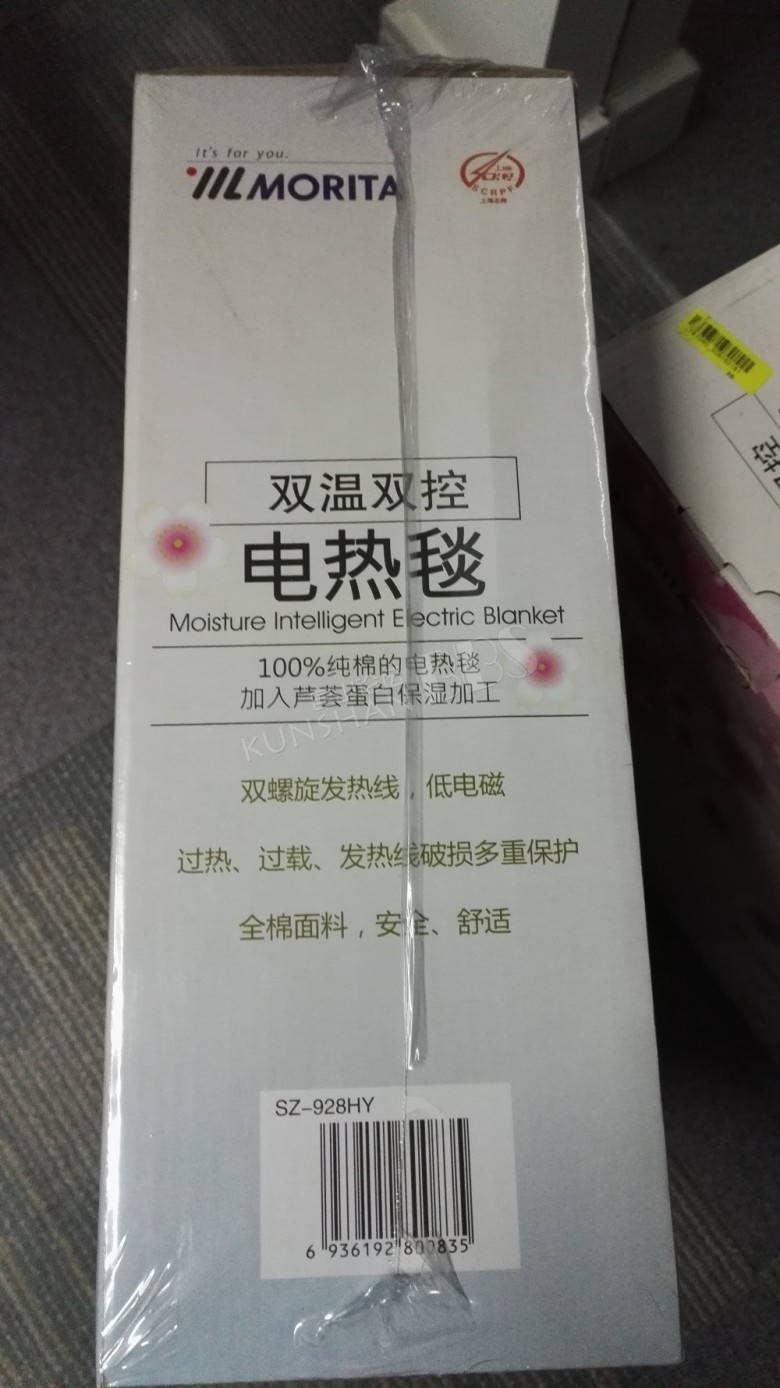 It's for you.
MORITA
SCRPF
双温双控
电热毯
Moisture Intelligent Electric Blanket
100%纯棉的电热毯
加入芦荟蛋白保湿加工
双螺旋发热线，低电磁
过热、过载、发热线破损多重保护
全棉面料，安全、舒适
SZ-928HY
6 936192 800835